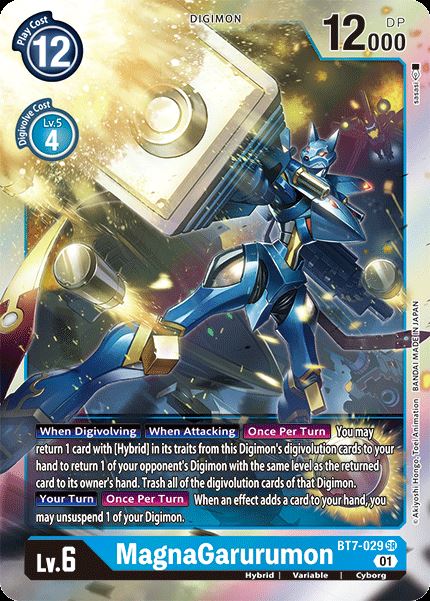 Play Cost
12
DIGIMON
DP
12000
Digivolve Cost
Lv.5
4
sasasi
When Digivolving When Attacking Once Per Turn You may
return 1 card with [Hybrid] in its traits from this Digimon's digivolution cards to your
hand to return 1 of your opponent's Digimon with the same level as the returned
card to its owner's hand. Trash all of the digivolution cards of that Digimon.
Your Turn Once Per Turn When an effect adds a card to your hand, you
may unsuspend 1 of your Digimon.
© Akiyoshi Hongo, Toei Animation BANDAI MADE IN JAPAN
Lv.6
MagnaGarurumon
BT7-029 SR
01
Hybrid | Variable | Cyborg